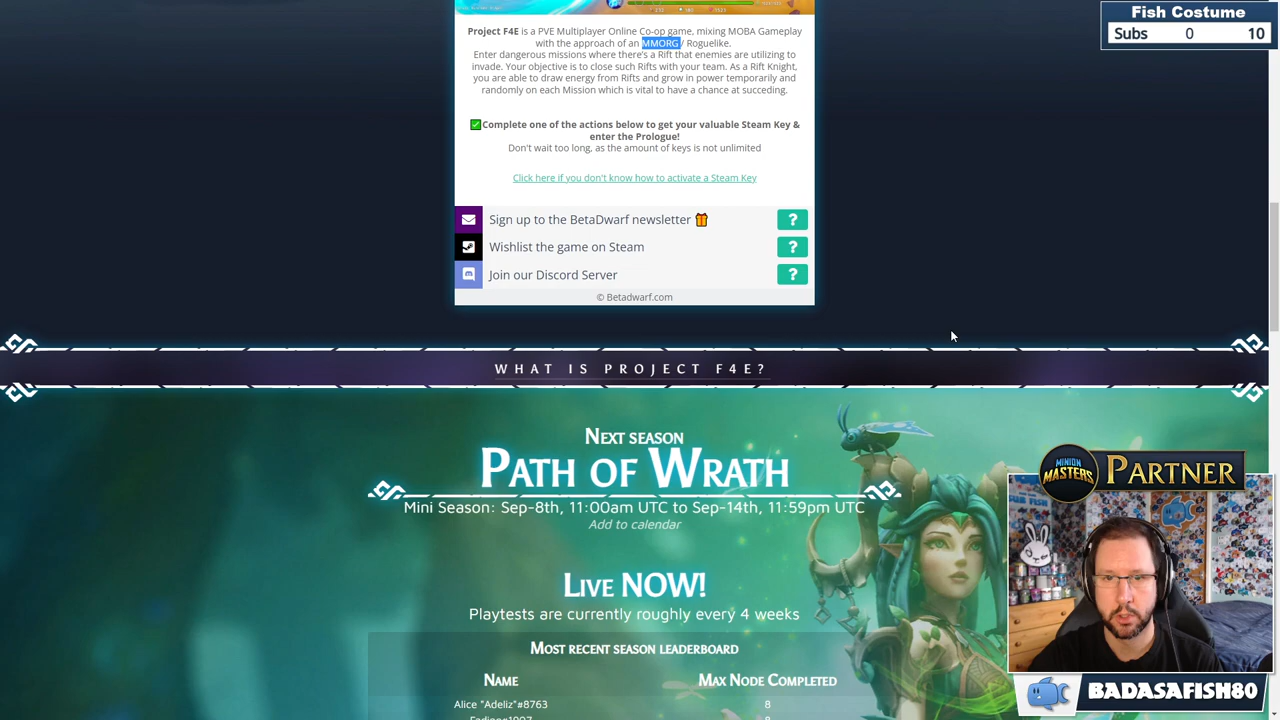 Fish Costume
Subs 0 10
Project F4E is a PVE Multiplayer Online Co-op game, mixing MOBA Gameplay
with the approach of an MMORG / Roguelike.
Enter dangerous missions where there's a Rift that enemies are utilizing to
invade. Your objective is to close such Rifts with your team. As a Rift Knight,
you are able to draw energy from Rifts and grow in power temporarily and
randomly on each Mission which is vital to have a chance at succeding.
✅Complete one of the actions below to get your valuable Steam Key &
enter the Prologue!
Don't wait too long, as the amount of keys is not unlimited
Click here if you don't know how to activate a Steam Key
Sign up to the BetaDwarf newsletter 🎁 ?
Wishlist the game on Steam ?
Join our Discord Server ?
© Betadwarf.com
WHAT IS PROJECT F4E?
Next season
Path of Wrath
Mini Season: Sep-8th, 11:00am UTC to Sep-14th, 11:59pm UTC
Add to calendar
Live NOW!
Playtests are currently roughly every 4 weeks
Most recent season leaderboard
Name Max Node Completed
Alice "Adeliz"#8763 8
MINION MASTERS PARTNER
BADASAFISH80